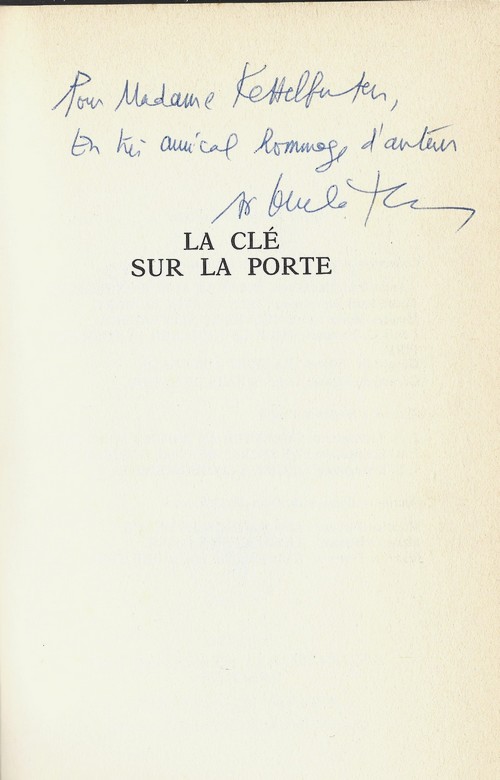 Pour Madame
En très amical hommage d'auteur
LA CLÉ
SUR LA PORTE